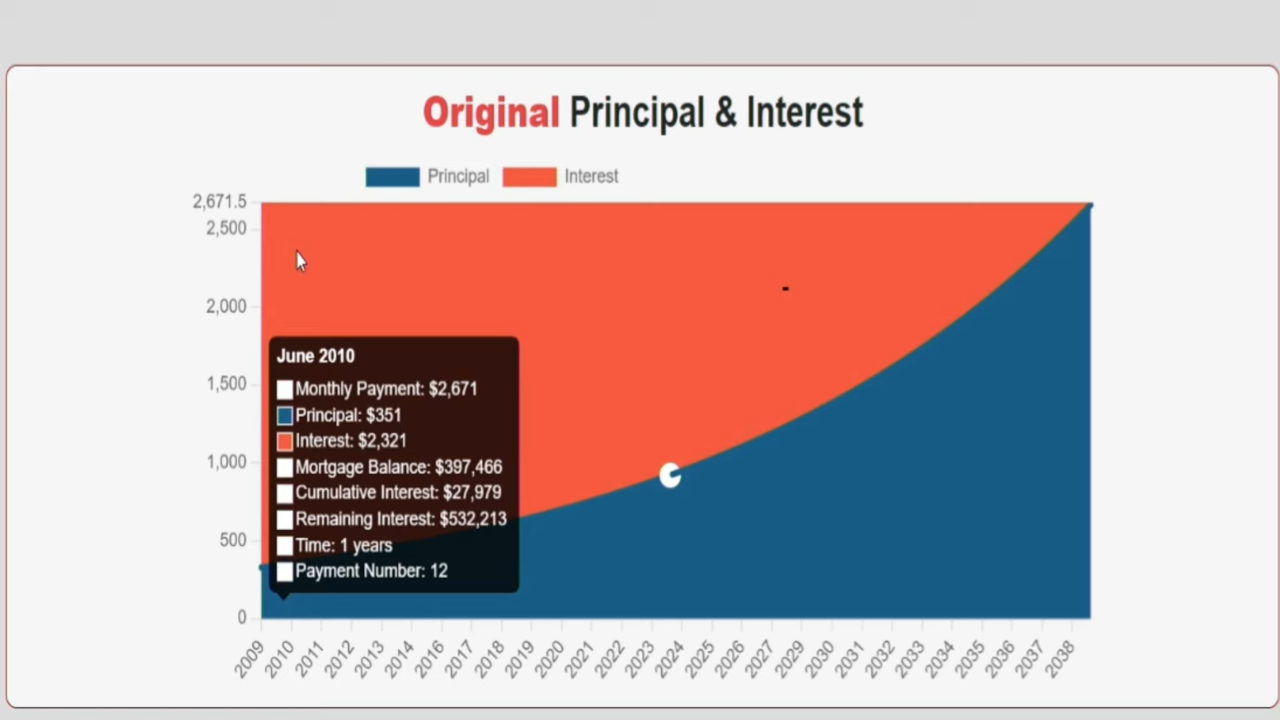 Original Principal & Interest
Principal Interest
2,671.5
2,500
2,000
1,500
1,000
500
0
June 2010
Monthly Payment: $2,671
Principal: $351
Interest: $2,321
Mortgage Balance: $397,466
Cumulative Interest: $27,979
Remaining Interest: $532,213
Time: 1 years
Payment Number: 12
2009 2010 2011 2012 2013 2014 2016 2017 2018 2019 2020 2021 2022 2023 2024 2025 2026 2027 2029 2030 2031 2032 2033 2034 2035 2036 2037 2038